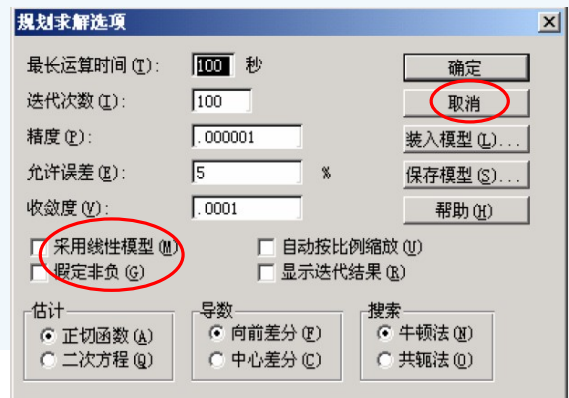 规划求解选项
最长运算时间(T): 100 秒 确定
迭代次数(I): 100 取消
精度(P): .000001 装入模型(L)...
允许误差(E): 5 % 保存模型(S)...
收敛度(V): .0001 帮助(H)
采用线性模型(M) 自动按比例缩放(U)
假定非负(G) 显示迭代结果(R)
估计 导数 搜索
正切函数(A) 向前差分(F) 牛顿法(N)
二次方程(Q) 中心差分(C) 共轭法(O)